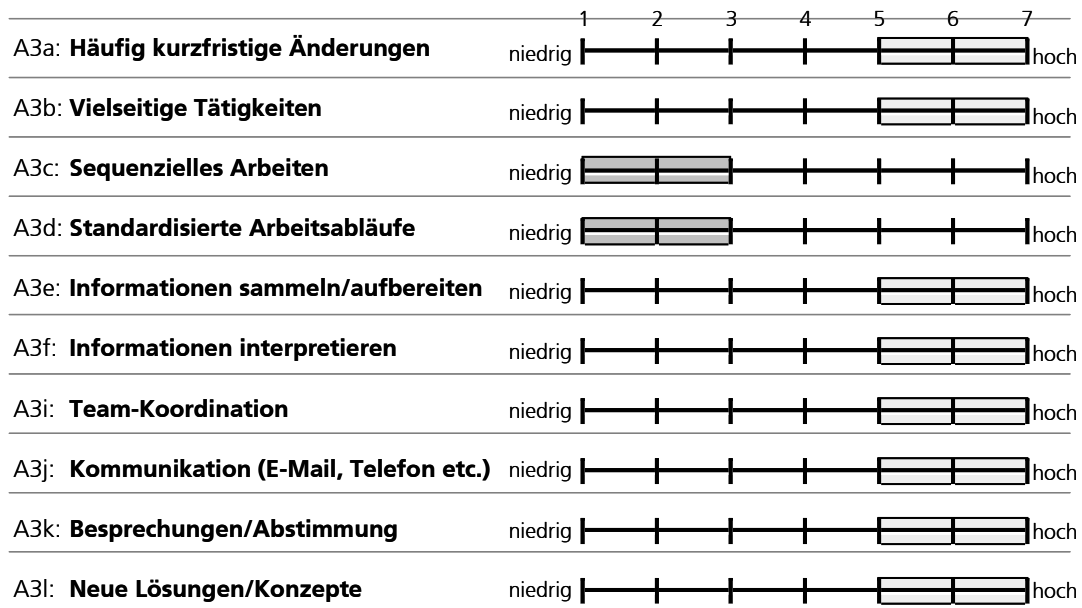 1 2 3 4 5 6 7
A3a: Häufig kurzfristige Änderungen niedrig hoch
A3b: Vielseitige Tätigkeiten niedrig hoch
A3c: Sequenzielles Arbeiten niedrig hoch
A3d: Standardisierte Arbeitsabläufe niedrig hoch
A3e: Informationen sammeln/aufbereiten niedrig hoch
A3f: Informationen interpretieren niedrig hoch
A3i: Team-Koordination niedrig hoch
A3j: Kommunikation (E-Mail, Telefon etc.) niedrig hoch
A3k: Besprechungen/Abstimmung niedrig hoch
A3l: Neue Lösungen/Konzepte niedrig hoch